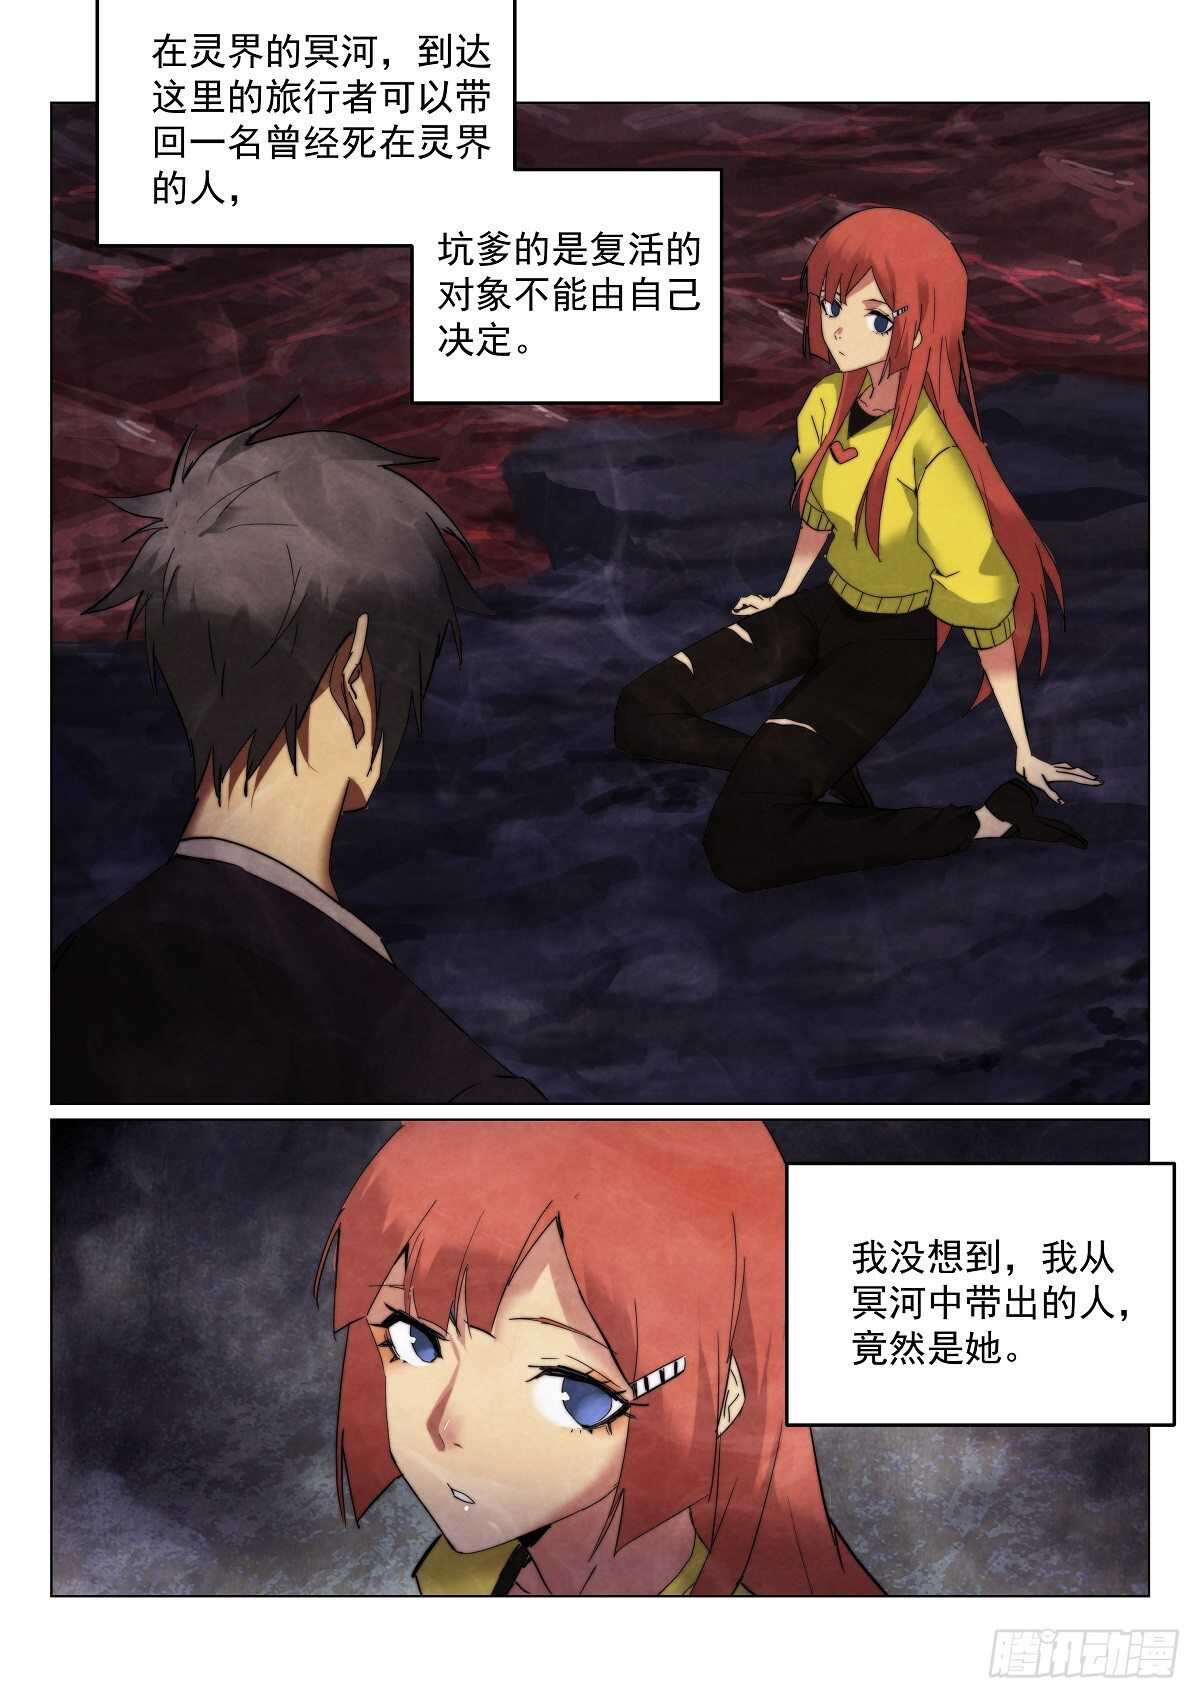 在灵界的冥河，到达
这里的旅行者可以带
回一名曾经死在灵界
的人，
坑爹的是复活的
对象不能由自己
决定。
我没想到，我从
冥河中带出的人，
竟然是她。
腾讯动漫